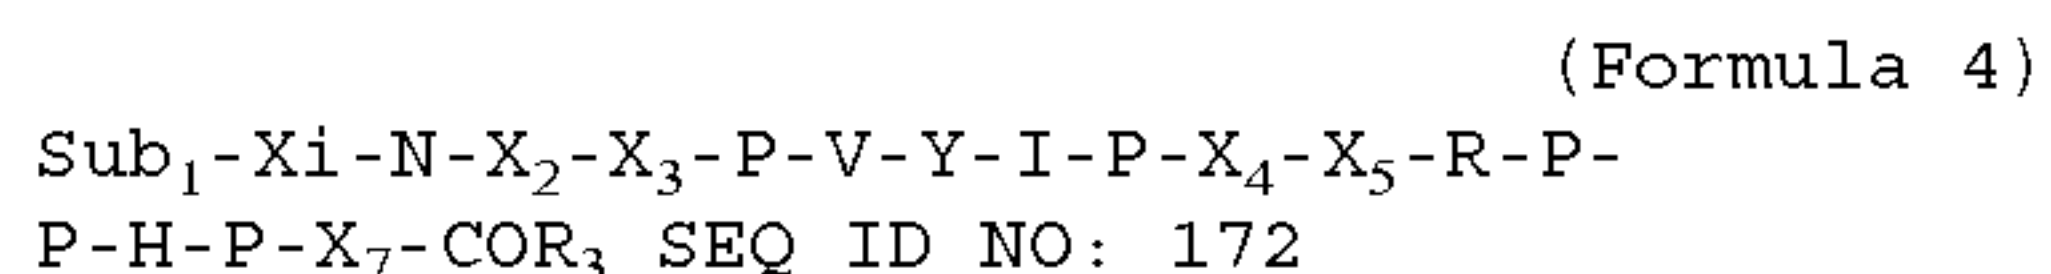 (Formula 4)
Sub₁-Xi-N-X₂-X₃-P-V-Y-I-P-X₄-X₅-R-P-
P-H-P-X₇-COR₃ SEQ ID NO: 172